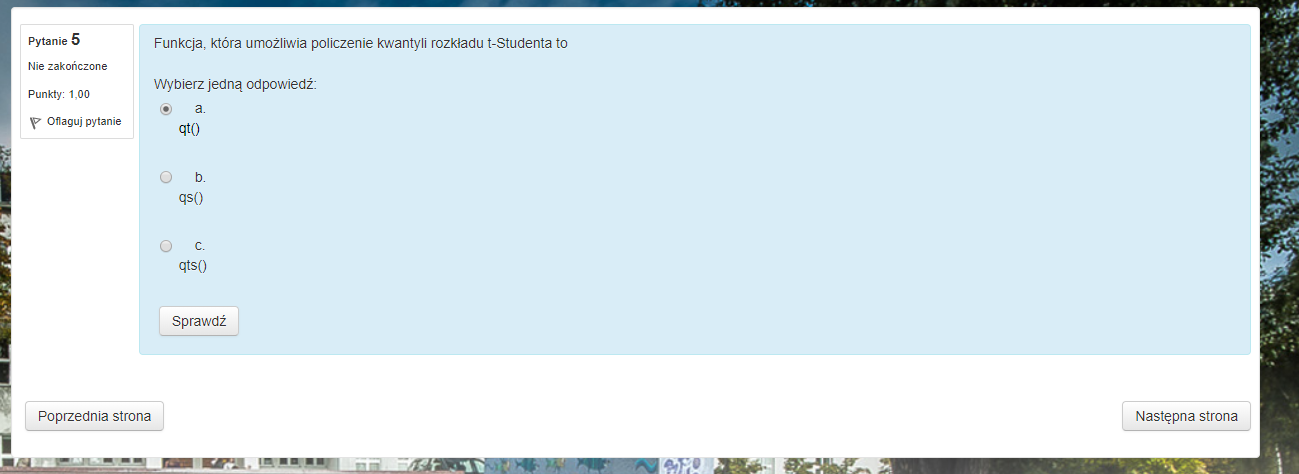 Pytanie 5
Nie zakończone
Punkty: 1,00
Oflaguj pytanie
Funkcja, która umożliwia policzenie kwantyli rozkładu t-Studenta to
Wybierz jedną odpowiedź:
a.
qt()
b.
qs()
c.
qts()
Sprawdź
Poprzednia strona
Następna strona